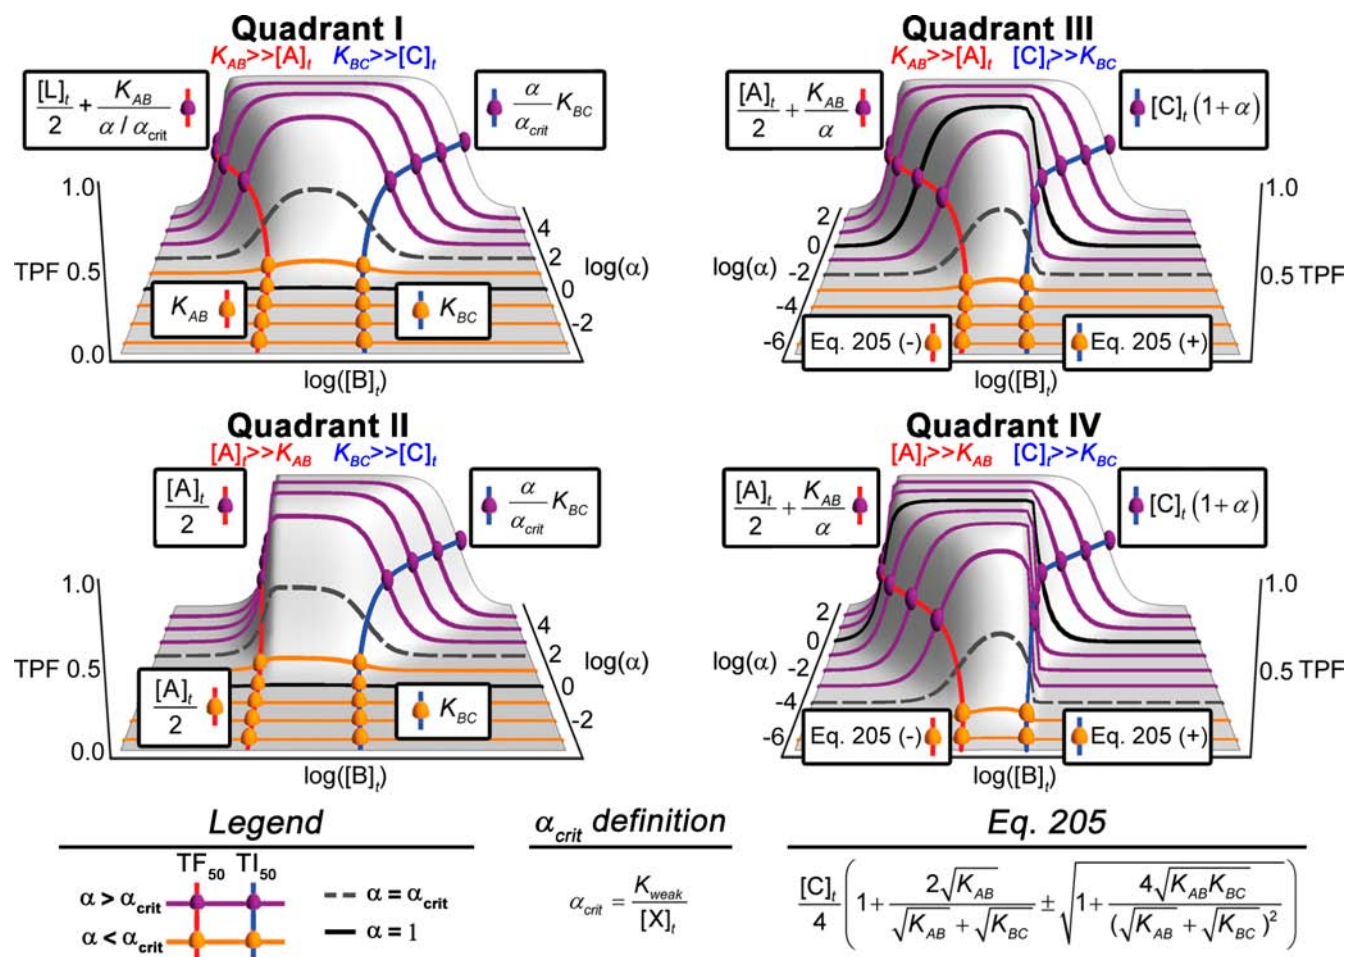 Quadrant I
K_AB>>[A]_t   K_BC>>[C]_t
[L]_t/2 + K_AB/(α / α_crit)
(α/α_crit) K_BC
1.0
TPF 0.5
0.0
4
2
0
-2
log(α)
K_AB
K_BC
log([B]_t)
Quadrant III
K_AB>>[A]_t   [C]_t>>K_BC
[A]_t/2 + K_AB/α
[C]_t(1+α)
2
0
-2
-4
-6
log(α)
1.0
0.5 TPF
Eq. 205 (-)
Eq. 205 (+)
log([B]_t)
Quadrant II
[A]_t>>K_AB   K_BC>>[C]_t
[A]_t/2
(α/α_crit) K_BC
1.0
TPF 0.5
0.0
4
2
0
-2
log(α)
[A]_t/2
K_BC
log([B]_t)
Quadrant IV
[A]_t>>K_AB   [C]_t>>K_BC
[A]_t/2 + K_AB/α
[C]_t(1+α)
2
0
-2
-4
-6
log(α)
1.0
0.5 TPF
Eq. 205 (-)
Eq. 205 (+)
log([B]_t)
Legend
TF_50   TI_50
α > α_crit
α < α_crit
α = α_crit
α = 1
α_crit definition
α_crit = K_weak/[X]_t
Eq. 205
[C]_t/4 (1 + 2√K_AB/(√K_AB + √K_BC) ± √(1 + 4√(K_AB K_BC)/(√K_AB + √K_BC)²))